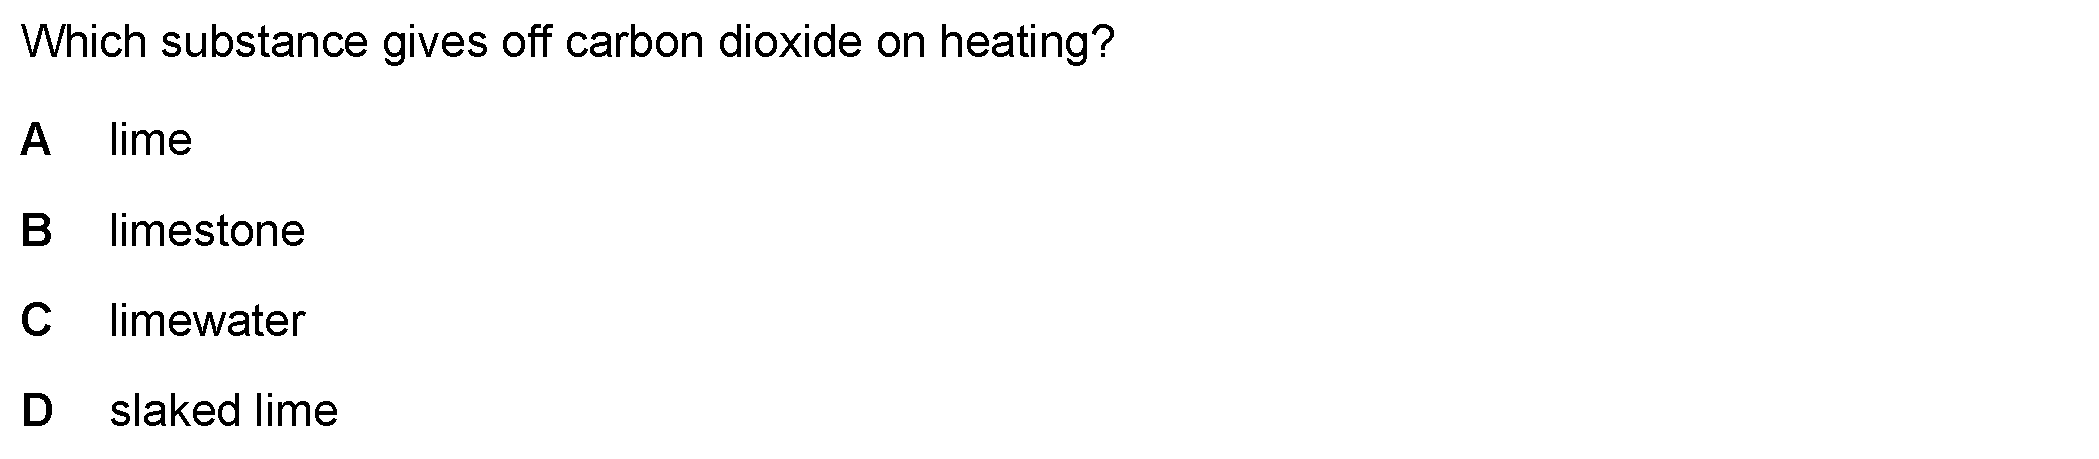 Which substance gives off carbon dioxide on heating?
A lime
B limestone
C limewater
D slaked lime